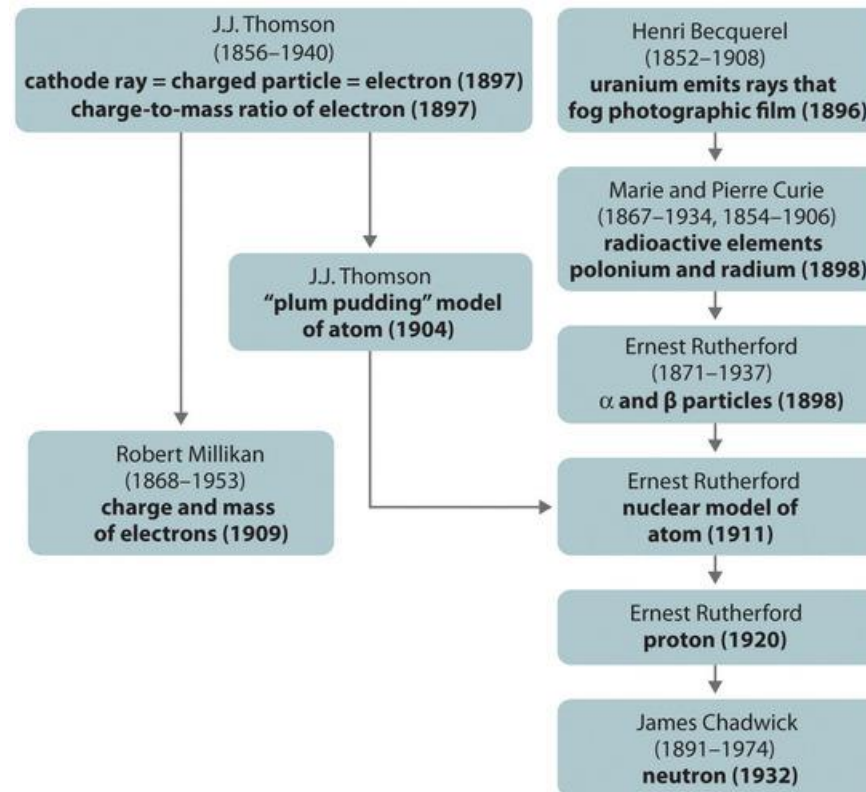 J.J. Thomson
(1856–1940)
cathode ray = charged particle = electron (1897)
charge-to-mass ratio of electron (1897)
Henri Becquerel
(1852–1908)
uranium emits rays that
fog photographic film (1896)
Marie and Pierre Curie
(1867–1934, 1854–1906)
radioactive elements
polonium and radium (1898)
J.J. Thomson
“plum pudding” model
of atom (1904)
Ernest Rutherford
(1871–1937)
α and β particles (1898)
Robert Millikan
(1868–1953)
charge and mass
of electrons (1909)
Ernest Rutherford
nuclear model of
atom (1911)
Ernest Rutherford
proton (1920)
James Chadwick
(1891–1974)
neutron (1932)